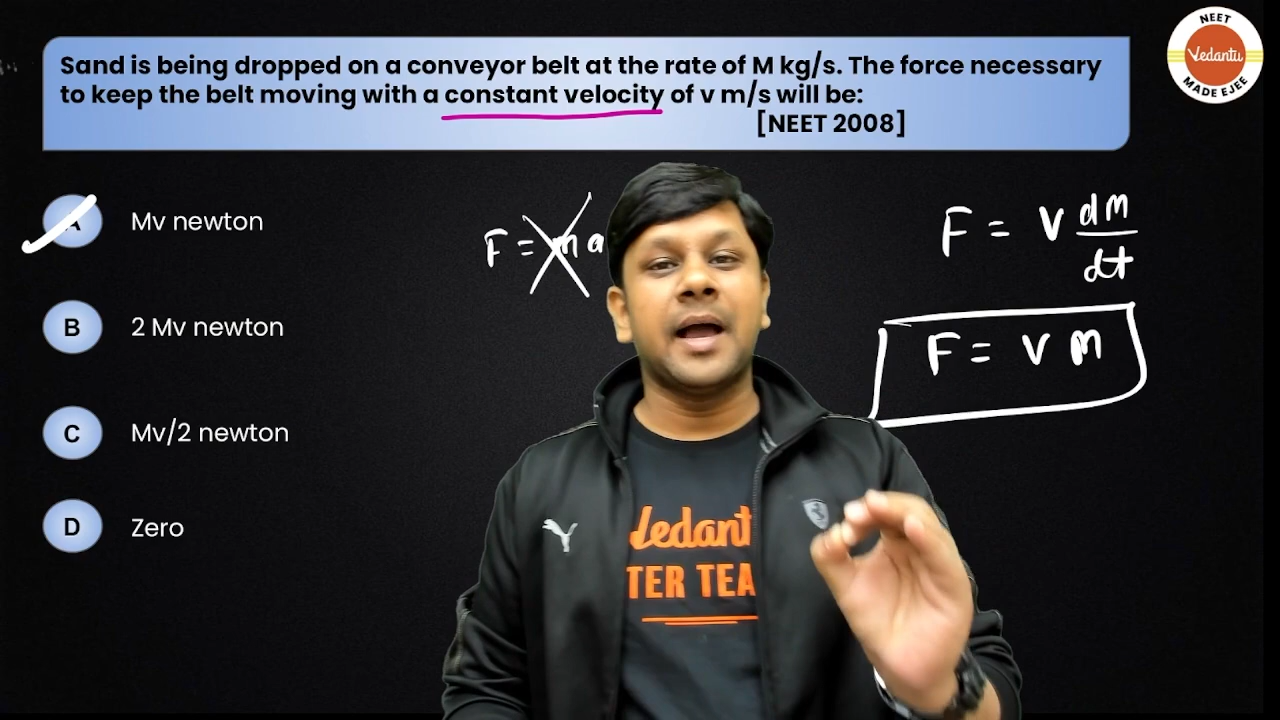 Sand is being dropped on a conveyor belt at the rate of M kg/s. The force necessary
to keep the belt moving with a constant velocity of v m/s will be:
[NEET 2008]
NEET
Vedantu
MADE EJEE
A Mv newton
B 2 Mv newton
C Mv/2 newton
D Zero
F = ma
F = v dm/dt
F = v m
Vedant
TER TEA